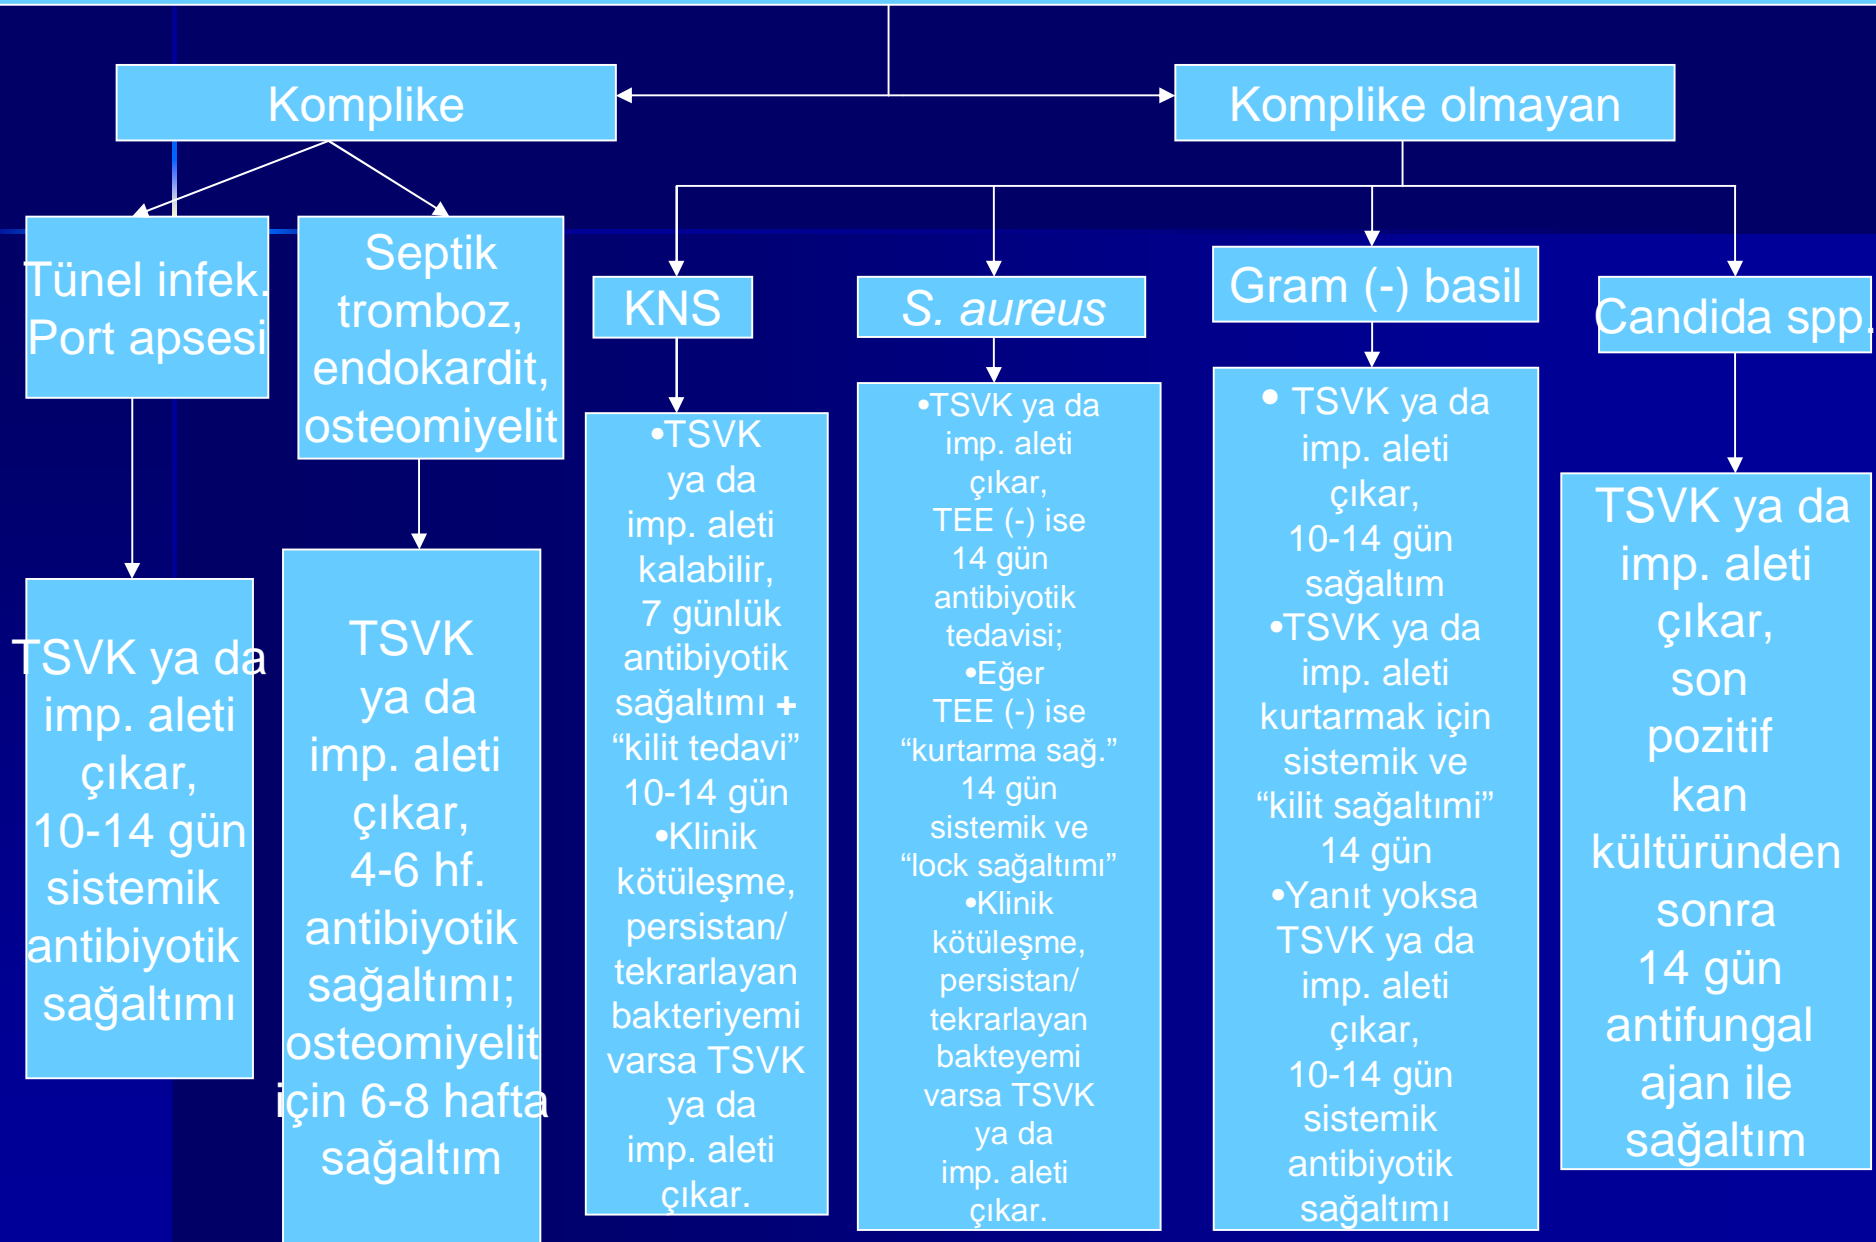 Komplike
Komplike olmayan
Tünel infek.
Port apsesi
Septik
tromboz,
endokardit,
osteomiyelit
KNS
S. aureus
Gram (-) basil
Candida spp.
TSVK ya da
imp. aleti
çıkar,
10-14 gün
sistemik
antibiyotik
sağaltımı
TSVK
ya da
imp. aleti
çıkar,
4-6 hf.
antibiyotik
sağaltımı;
osteomiyelit
için 6-8 hafta
sağaltım
•TSVK
ya da
imp. aleti
kalabilir,
7 günlük
antibiyotik
sağaltımı +
“kilit tedavi”
10-14 gün
•Klinik
kötüleşme,
persistan/
tekrarlayan
bakteriyemi
varsa TSVK
ya da
imp. aleti
çıkar.
•TSVK ya da
imp. aleti
çıkar,
TEE (-) ise
14 gün
antibiyotik
tedavisi;
•Eğer
TEE (-) ise
“kurtarma sağ.”
14 gün
sistemik ve
“lock sağaltımı”
•Klinik
kötüleşme,
persistan/
tekrarlayan
bakteyemi
varsa TSVK
ya da
imp. aleti
çıkar.
• TSVK ya da
imp. aleti
çıkar,
10-14 gün
sağaltım
•TSVK ya da
imp. aleti
kurtarmak için
sistemik ve
“kilit sağaltımi”
14 gün
•Yanıt yoksa
TSVK ya da
imp. aleti
çıkar,
10-14 gün
sistemik
antibiyotik
sağaltımı
TSVK ya da
imp. aleti
çıkar,
son
pozitif
kan
kültüründen
sonra
14 gün
antifungal
ajan ile
sağaltım